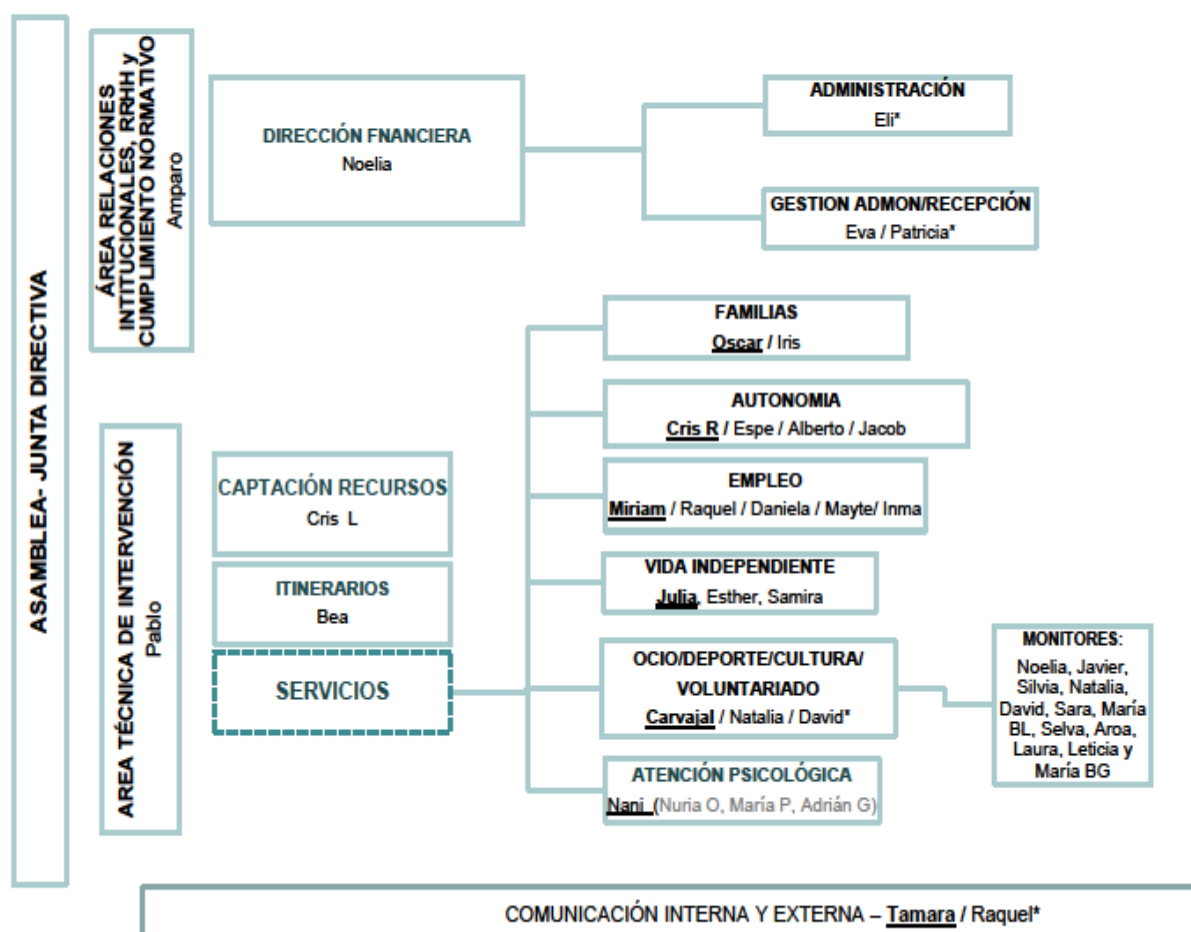 ASAMBLEA- JUNTA DIRECTIVA
ÁREA RELACIONES
INTITUCIONALES, RRHH y
CUMPLIMIENTO NORMATIVO
Amparo
DIRECCIÓN FNANCIERA
Noelia
ADMINISTRACIÓN
Eli*
GESTION ADMON/RECEPCIÓN
Eva / Patricia*
AREA TÉCNICA DE INTERVENCIÓN
Pablo
CAPTACIÓN RECURSOS
Cris L
ITINERARIOS
Bea
SERVICIOS
FAMILIAS
Oscar / Iris
AUTONOMIA
Cris R / Espe / Alberto / Jacob
EMPLEO
Miriam / Raquel / Daniela / Mayte/ Inma
VIDA INDEPENDIENTE
Julia, Esther, Samira
OCIO/DEPORTE/CULTURA/
VOLUNTARIADO
Carvajal / Natalia / David*
MONITORES:
Noelia, Javier,
Silvia, Natalia,
David, Sara, María
BL, Selva, Aroa,
Laura, Leticia y
María BG
ATENCIÓN PSICOLÓGICA
Nani (Nuria O, María P, Adrián G)
COMUNICACIÓN INTERNA Y EXTERNA – Tamara / Raquel*